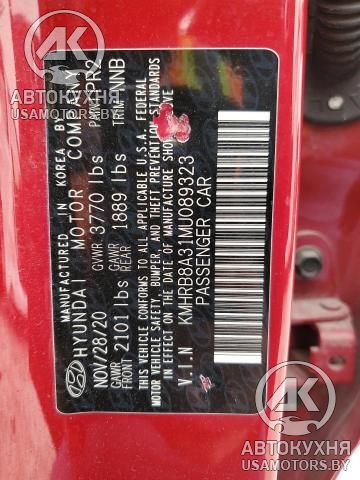 АВТОКУХНЯ
USAMOTORS.BY
MANUFACTURED IN KOREA BY
HYUNDAI MOTOR COMPANY
NOV/28/20 GVWR 3770 lbs PAINT PR2
GAWR FRONT 2101 lbs GAWR REAR 1889 lbs TRIM NNB
THIS VEHICLE CONFORMS TO ALL APPLICABLE U.S. FEDERAL
MOTOR VEHICLE SAFETY, BUMPER, AND THEFT PREVENTION STANDARDS
IN EFFECT ON THE DATE OF MANUFACTURE SHOWN ABOVE
V.I.N KMHRB8A31MU089323
PASSENGER CAR
АВТОКУХНЯ
USAMOTORS.BY